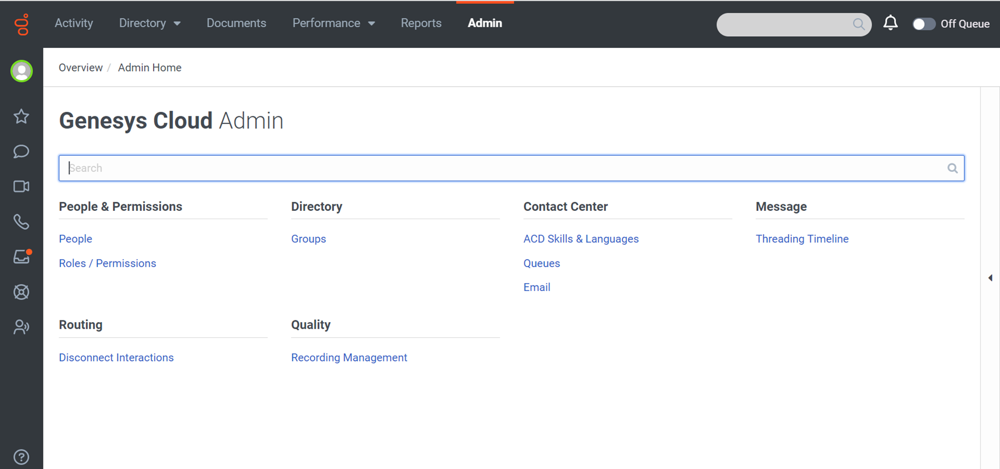 Activity Directory Documents Performance Reports Admin Off Queue
Overview / Admin Home
Genesys Cloud Admin
Search
People & Permissions
People
Roles / Permissions
Directory
Groups
Contact Center
ACD Skills & Languages
Queues
Email
Message
Threading Timeline
Routing
Disconnect Interactions
Quality
Recording Management
?